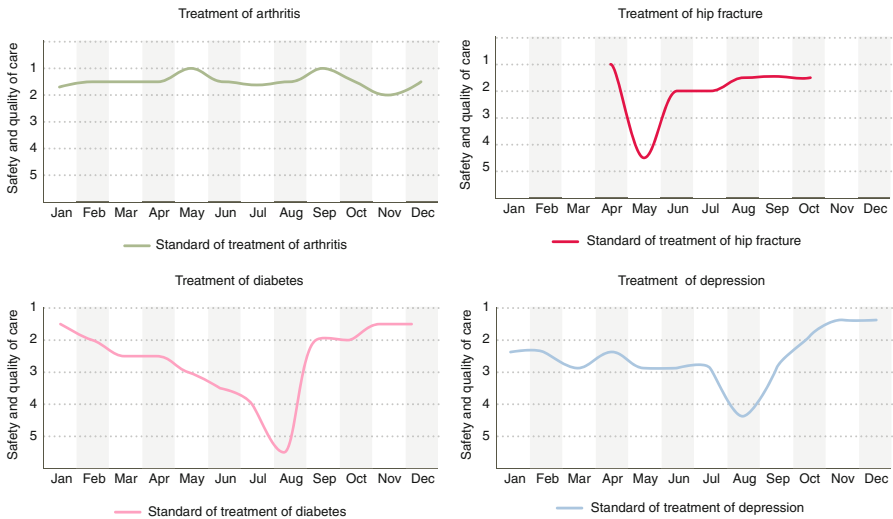 Treatment of arthritis
Safety and quality of care
1
2
3
4
5
Jan Feb Mar Apr May Jun Jul Aug Sep Oct Nov Dec
Standard of treatment of arthritis
Treatment of hip fracture
Safety and quality of care
1
2
3
4
5
Jan Feb Mar Apr May Jun Jul Aug Sep Oct Nov Dec
Standard of treatment of hip fracture
Treatment of diabetes
Safety and quality of care
1
2
3
4
5
Jan Feb Mar Apr May Jun Jul Aug Sep Oct Nov Dec
Standard of treatment of diabetes
Treatment of depression
Safety and quality of care
1
2
3
4
5
Jan Feb Mar Apr May Jun Jul Aug Sep Oct Nov Dec
Standard of treatment of depression